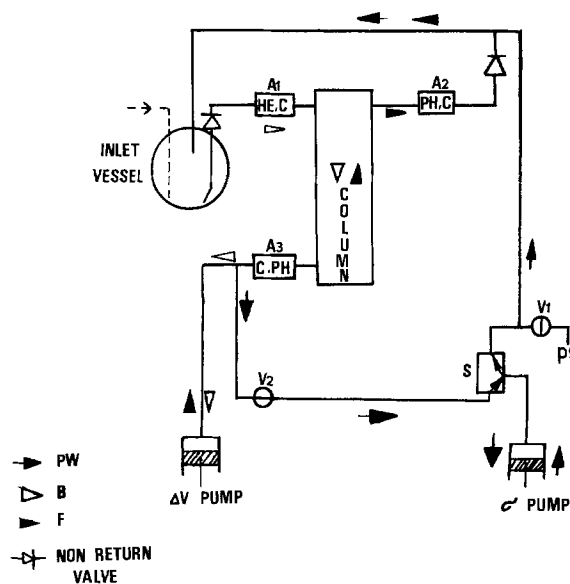 A1
HE.C
A2
PH,C
INLET
VESSEL
COLUMN
A3
C.PH
V1
S
V2
ΔV PUMP
PUMP
PW
B
F
NON RETURN
VALVE